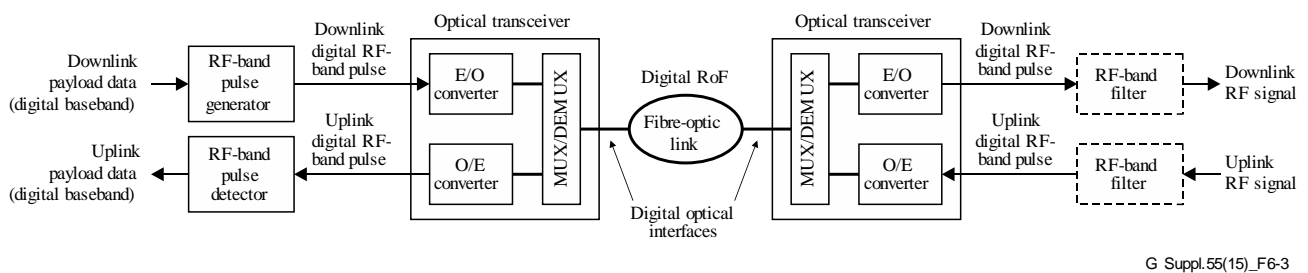 Optical transceiver
Optical transceiver
Downlink
payload data
(digital baseband)
RF-band
pulse
generator
Downlink
digital RF-
band pulse
E/O
converter
MUX/DEMUX
Digital RoF
Fibre-optic
link
MUX/DEMUX
E/O
converter
Downlink
digital RF-
band pulse
RF-band
filter
Downlink
RF signal
Uplink
payload data
(digital baseband)
RF-band
pulse
detector
Uplink
digital RF-
band pulse
O/E
converter
O/E
converter
Uplink
digital RF-
band pulse
RF-band
filter
Uplink
RF signal
Digital optical
interfaces
G Suppl.55(15)_F6-3